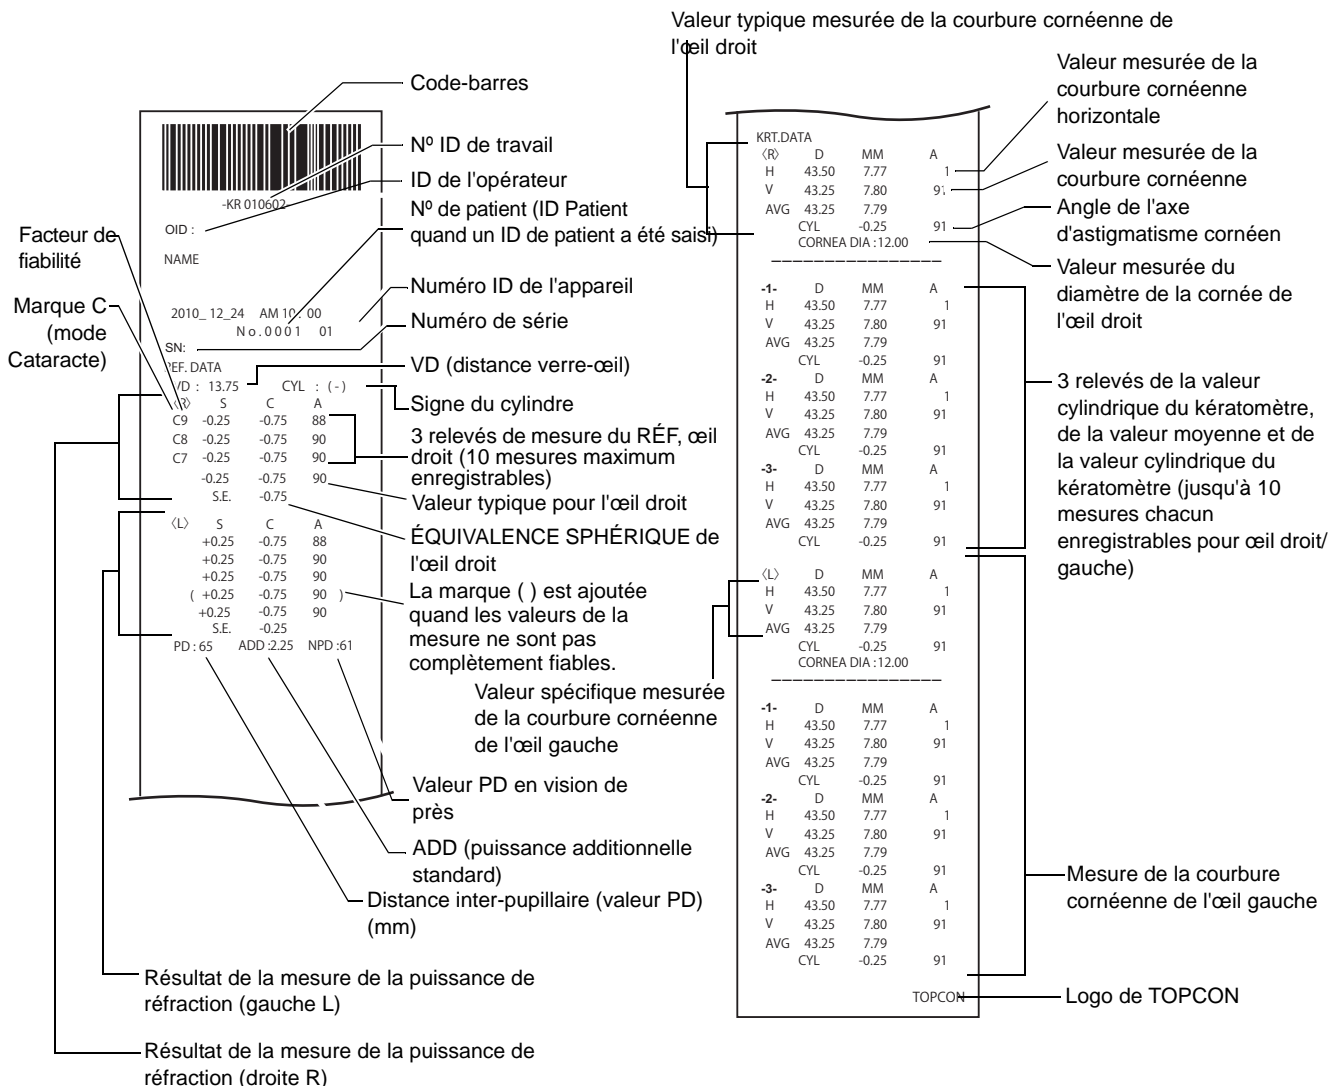 Valeur typique mesurée de la courbure cornéenne de
l'œil droit
Code-barres
Nº ID de travail
ID de l'opérateur
Nº de patient (ID Patient
quand un ID de patient a été saisi)
Numéro ID de l'appareil
Numéro de série
VD (distance verre-œil)
Signe du cylindre
3 relevés de mesure du RÉF, œil
droit (10 mesures maximum
enregistrables)
Valeur typique pour l'œil droit
ÉQUIVALENCE SPHÉRIQUE de
l'œil droit
La marque ( ) est ajoutée
quand les valeurs de la
mesure ne sont pas
complètement fiables.
Facteur de
fiabilité
Marque C
(mode
Cataracte)
-KR 010602
OID :
NAME
2010_ 12_24 AM 10 : 00
No.0001 01
SN:
REF. DATA
VD : 13.75 CYL : (-)
〈R〉 S C A
C9 -0.25 -0.75 88
C8 -0.25 -0.75 90
C7 -0.25 -0.75 90
-0.25 -0.75 90
S.E. -0.75
〈L〉 S C A
+0.25 -0.75 88
+0.25 -0.75 90
+0.25 -0.75 90
( +0.25 -0.75 90 )
+0.25 -0.75 90
S.E. -0.25
PD : 65 ADD :2.25 NPD :61
Valeur spécifique mesurée
de la courbure cornéenne
de l'œil gauche
Valeur PD en vision de
près
ADD (puissance additionnelle
standard)
Distance inter-pupillaire (valeur PD)
(mm)
Résultat de la mesure de la puissance de
réfraction (gauche L)
Résultat de la mesure de la puissance de
réfraction (droite R)
KRT.DATA
〈R〉 D MM A
H 43.50 7.77 1
V 43.25 7.80 91
AVG 43.25 7.79
CYL -0.25 91
CORNEA DIA :12.00
-1- D MM A
H 43.50 7.77 1
V 43.25 7.80 91
AVG 43.25 7.79
CYL -0.25 91
-2- D MM A
H 43.50 7.77 1
V 43.25 7.80 91
AVG 43.25 7.79
CYL -0.25 91
-3- D MM A
H 43.50 7.77 1
V 43.25 7.80 91
AVG 43.25 7.79
CYL -0.25 91
〈L〉 D MM A
H 43.50 7.77 1
V 43.25 7.80 91
AVG 43.25 7.79
CYL -0.25 91
CORNEA DIA :12.00
-1- D MM A
H 43.50 7.77 1
V 43.25 7.80 91
AVG 43.25 7.79
CYL -0.25 91
-2- D MM A
H 43.50 7.77 1
V 43.25 7.80 91
AVG 43.25 7.79
CYL -0.25 91
-3- D MM A
H 43.50 7.77 1
V 43.25 7.80 91
AVG 43.25 7.79
CYL -0.25 91
TOPCON
Valeur mesurée de la
courbure cornéenne
horizontale
Valeur mesurée de la
courbure cornéenne
Angle de l'axe
d'astigmatisme cornéen
Valeur mesurée du
diamètre de la cornée de
l'œil droit
3 relevés de la valeur
cylindrique du kératomètre,
de la valeur moyenne et de
la valeur cylindrique du
kératomètre (jusqu'à 10
mesures chacun
enregistrables pour œil droit/
gauche)
Mesure de la courbure
cornéenne de l'œil gauche
Logo de TOPCON